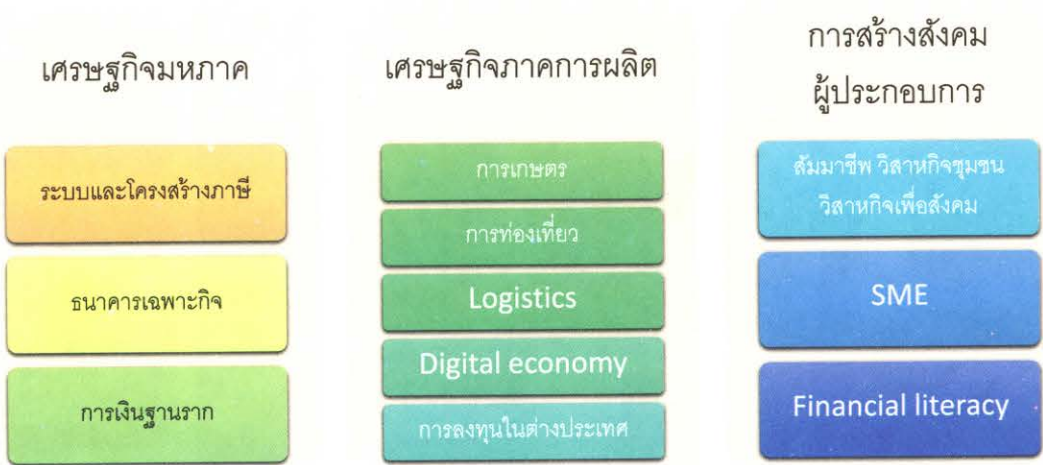 เศรษฐกิจมหภาค
ระบบและโครงสร้างภาษี
ธนาคารเฉพาะกิจ
การเงินฐานราก
เศรษฐกิจภาคการผลิต
การเกษตร
การท่องเที่ยว
Logistics
Digital economy
การลงทุนในต่างประเทศ
การสร้างสังคม
ผู้ประกอบการ
สัมมาชีพ วิสาหกิจชุมชน
วิสาหกิจเพื่อสังคม
SME
Financial literacy